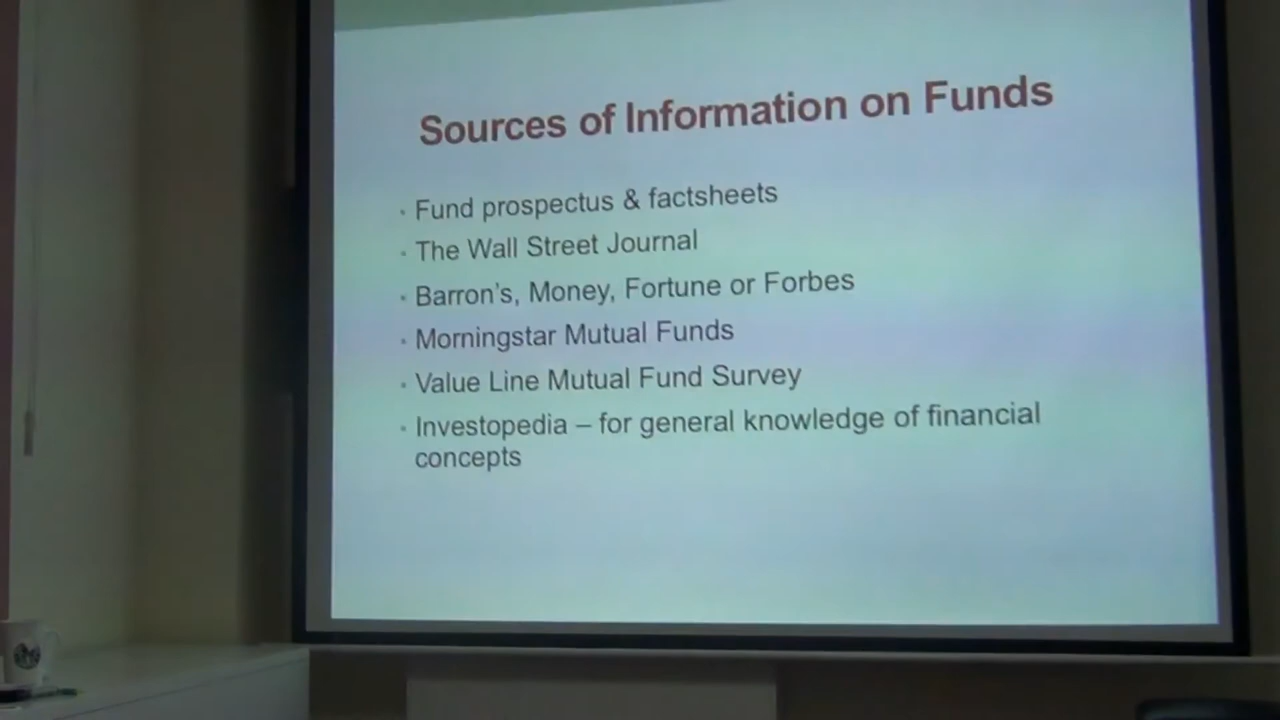 Sources of Information on Funds
· Fund prospectus & factsheets
· The Wall Street Journal
· Barron's, Money, Fortune or Forbes
· Morningstar Mutual Funds
· Value Line Mutual Fund Survey
· Investopedia – for general knowledge of financial
concepts